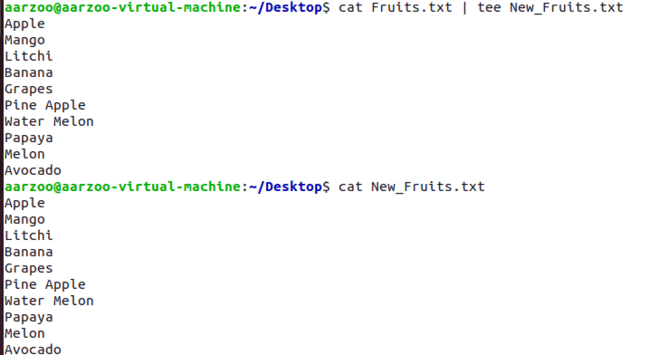 aarzoo@aarzoo-virtual-machine:~/Desktop$ cat Fruits.txt | tee New_Fruits.txt
Apple
Mango
Litchi
Banana
Grapes
Pine Apple
Water Melon
Papaya
Melon
Avocado
aarzoo@aarzoo-virtual-machine:~/Desktop$ cat New_Fruits.txt
Apple
Mango
Litchi
Banana
Grapes
Pine Apple
Water Melon
Papaya
Melon
Avocado